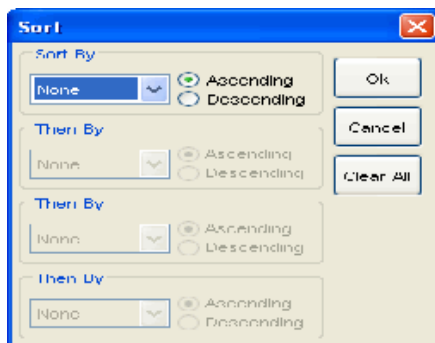 Sort
Sort By
None
Ascending
Descending
Ok
Cancel
Clear All
Then By
None
Ascending
Descending
Then By
None
Ascending
Descending
Then By
None
Ascending
Descending